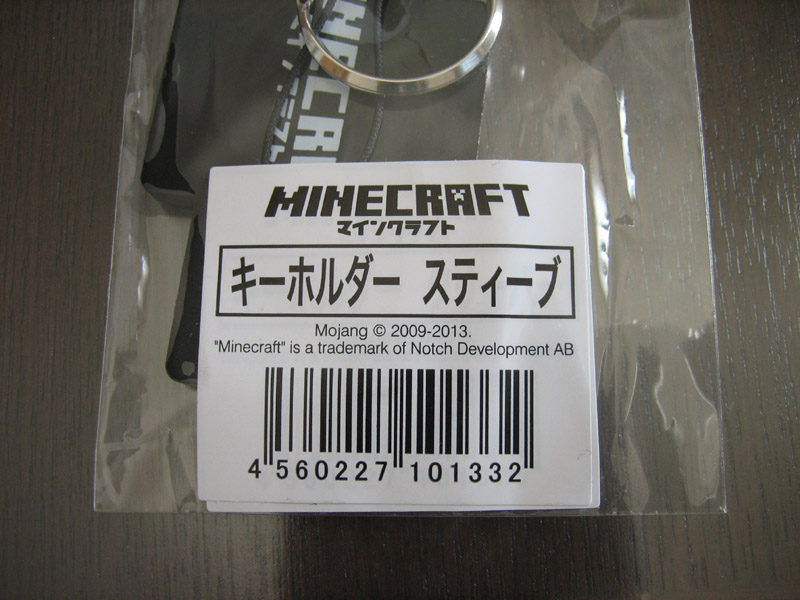 MINECRAFT
マインクラフト
キーホルダー スティーブ
Mojang © 2009-2013.
"Minecraft" is a trademark of Notch Development AB
4 560227 101332